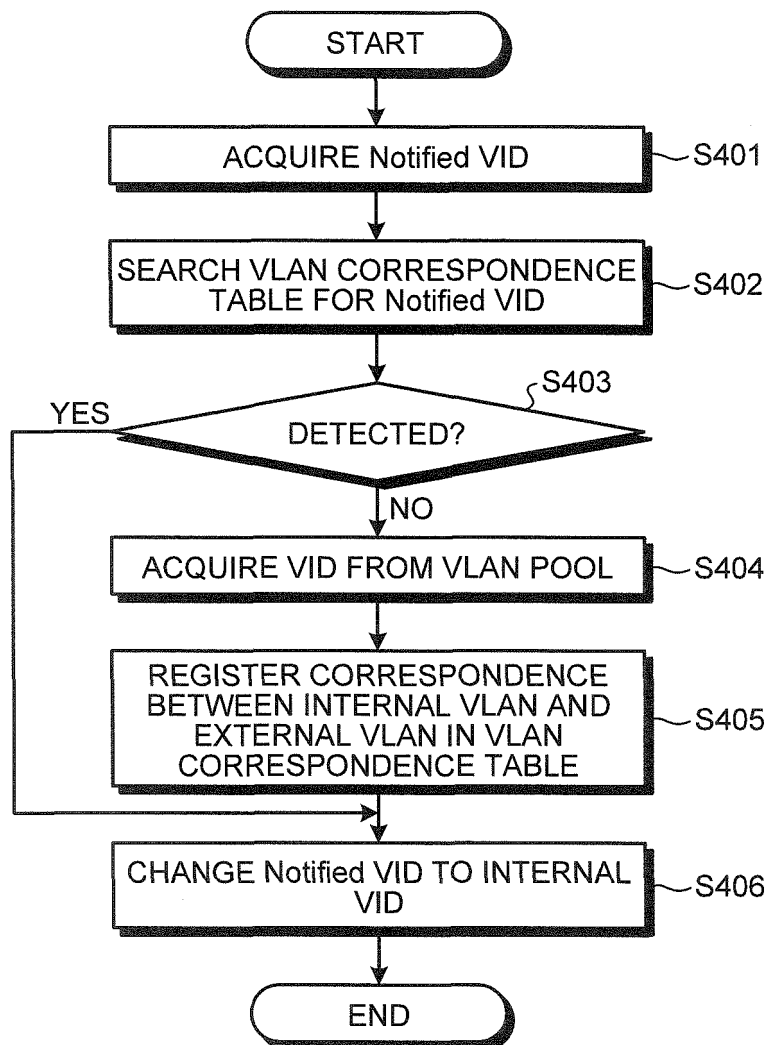 START
ACQUIRE Notified VID
S401
SEARCH VLAN CORRESPONDENCE
TABLE FOR Notified VID
S402
S403
YES
DETECTED?
NO
ACQUIRE VID FROM VLAN POOL
S404
REGISTER CORRESPONDENCE
BETWEEN INTERNAL VLAN AND
EXTERNAL VLAN IN VLAN
CORRESPONDENCE TABLE
S405
CHANGE Notified VID TO INTERNAL
VID
S406
END